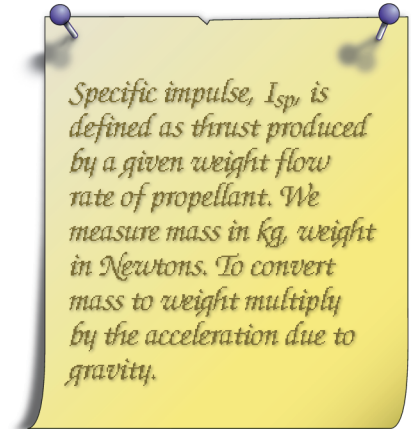 Specific impulse, Isp, is
defined as thrust produced
by a given weight flow
rate of propellant. We
measure mass in kg, weight
in Newtons. To convert
mass to weight multiply
by the acceleration due to
gravity.